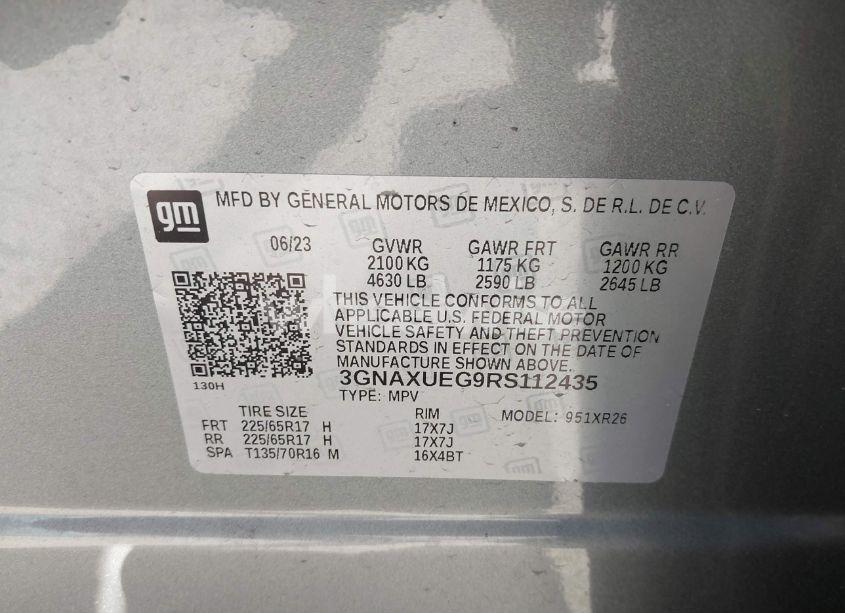 gm MFD BY GENERAL MOTORS DE MEXICO, S. DE R.L. DE C.V.
06/23 GVWR GAWR FRT GAWR RR
2100 KG 1175 KG 1200 KG
4630 LB 2590 LB 2645 LB
THIS VEHICLE CONFORMS TO ALL
APPLICABLE U.S. FEDERAL MOTOR
VEHICLE SAFETY AND THEFT PREVENTION
STANDARDS IN EFFECT ON THE DATE OF
MANUFACTURE SHOWN ABOVE.
130H 3GNAXUEG9RS112435
TYPE: MPV MODEL: 951XR26
TIRE SIZE RIM
FRT 225/65R17 H 17X7J
RR 225/65R17 H 17X7J
SPA T135/70R16 M 16X4BT